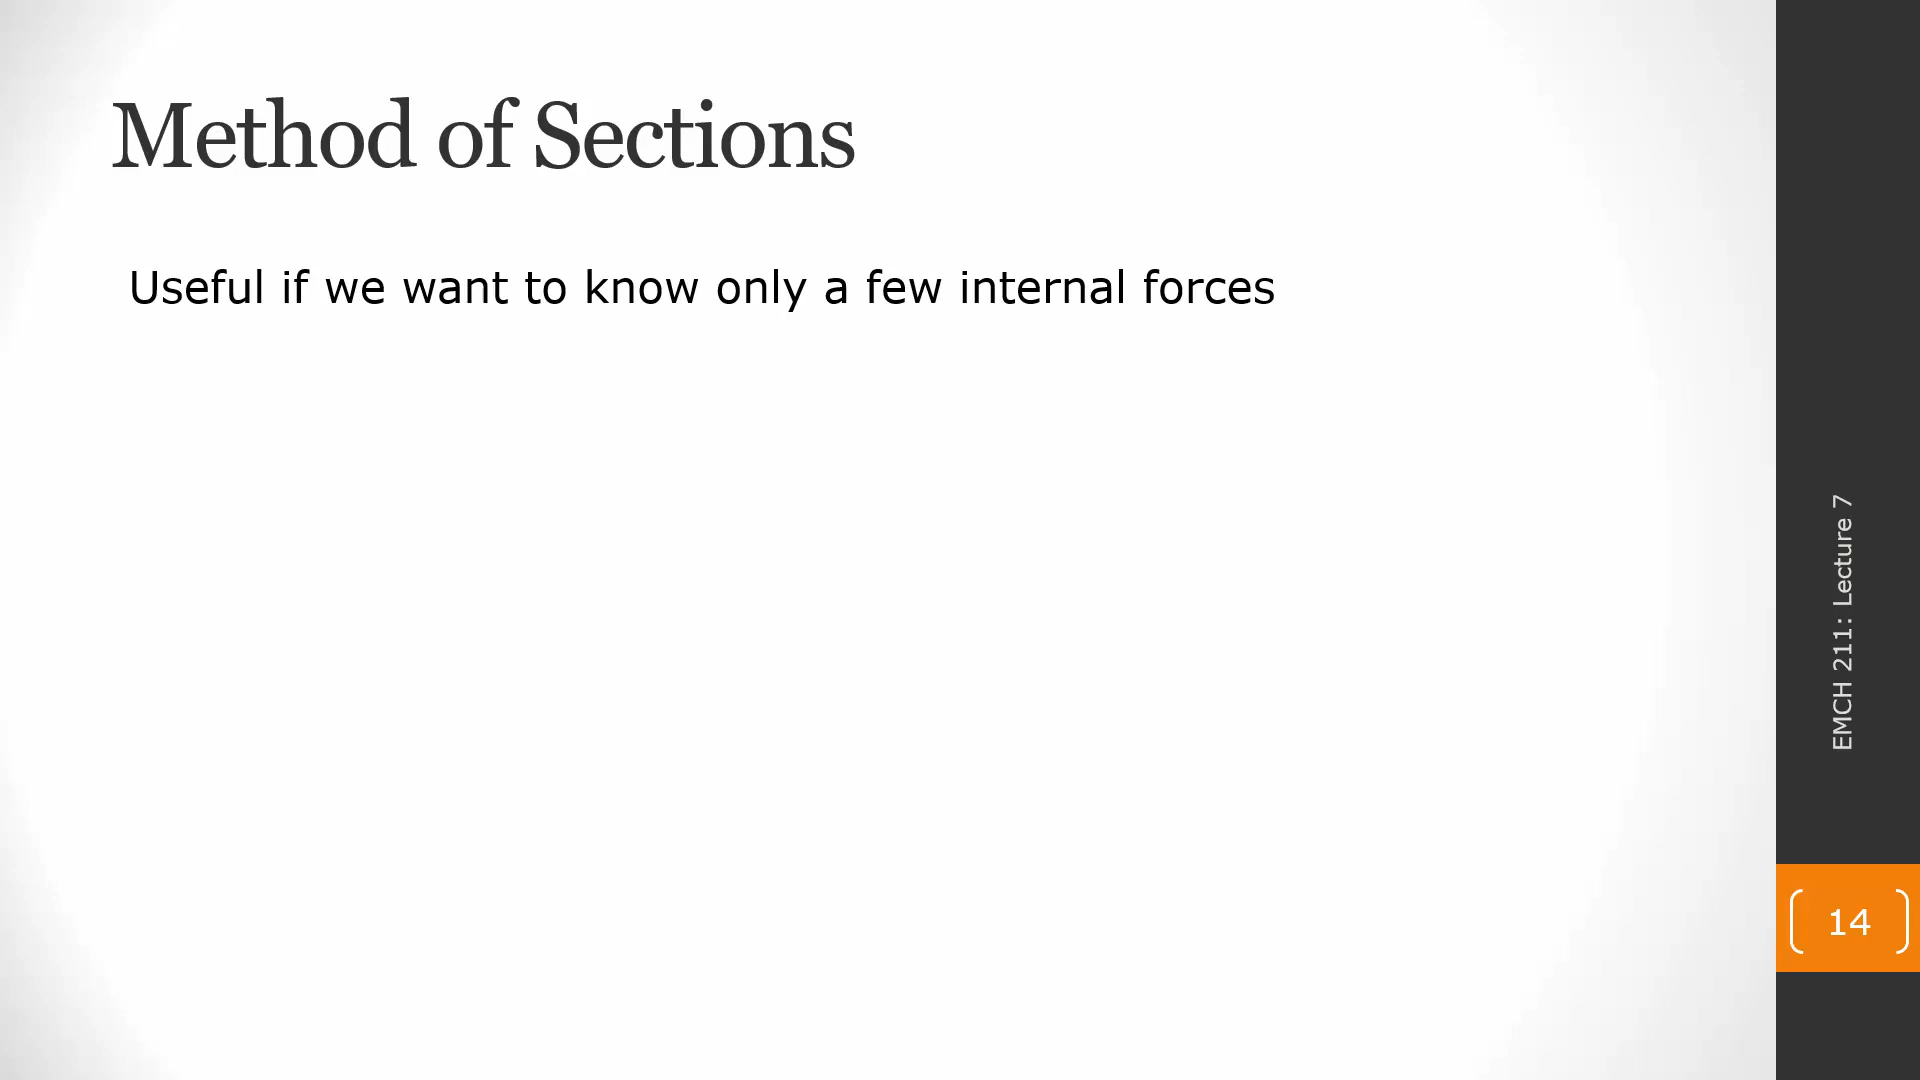 Method of Sections
Useful if we want to know only a few internal forces
EMCH 211: Lecture 7
14